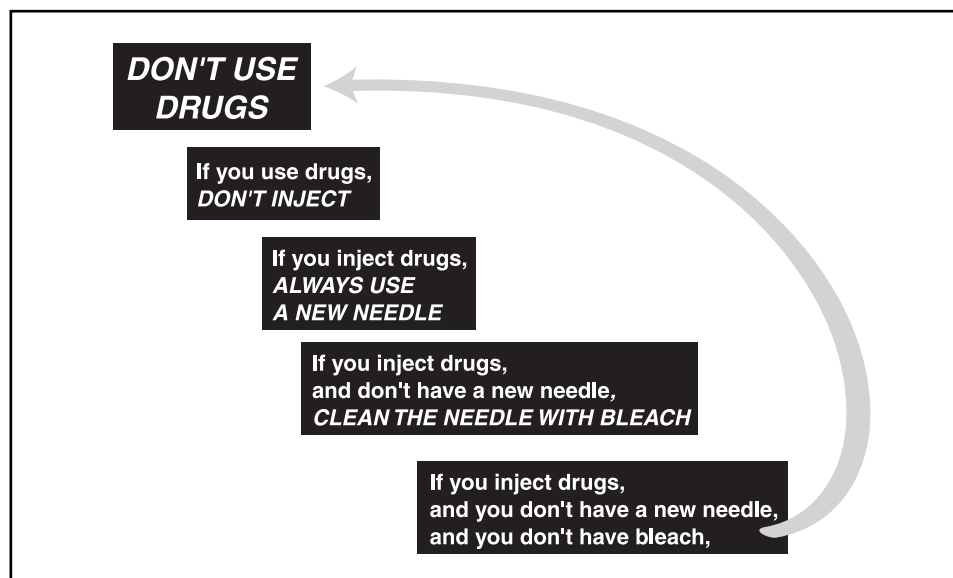 DON'T USE
DRUGS
If you use drugs,
DON'T INJECT
If you inject drugs,
ALWAYS USE
A NEW NEEDLE
If you inject drugs,
and don't have a new needle,
CLEAN THE NEEDLE WITH BLEACH
If you inject drugs,
and you don't have a new needle,
and you don't have bleach,